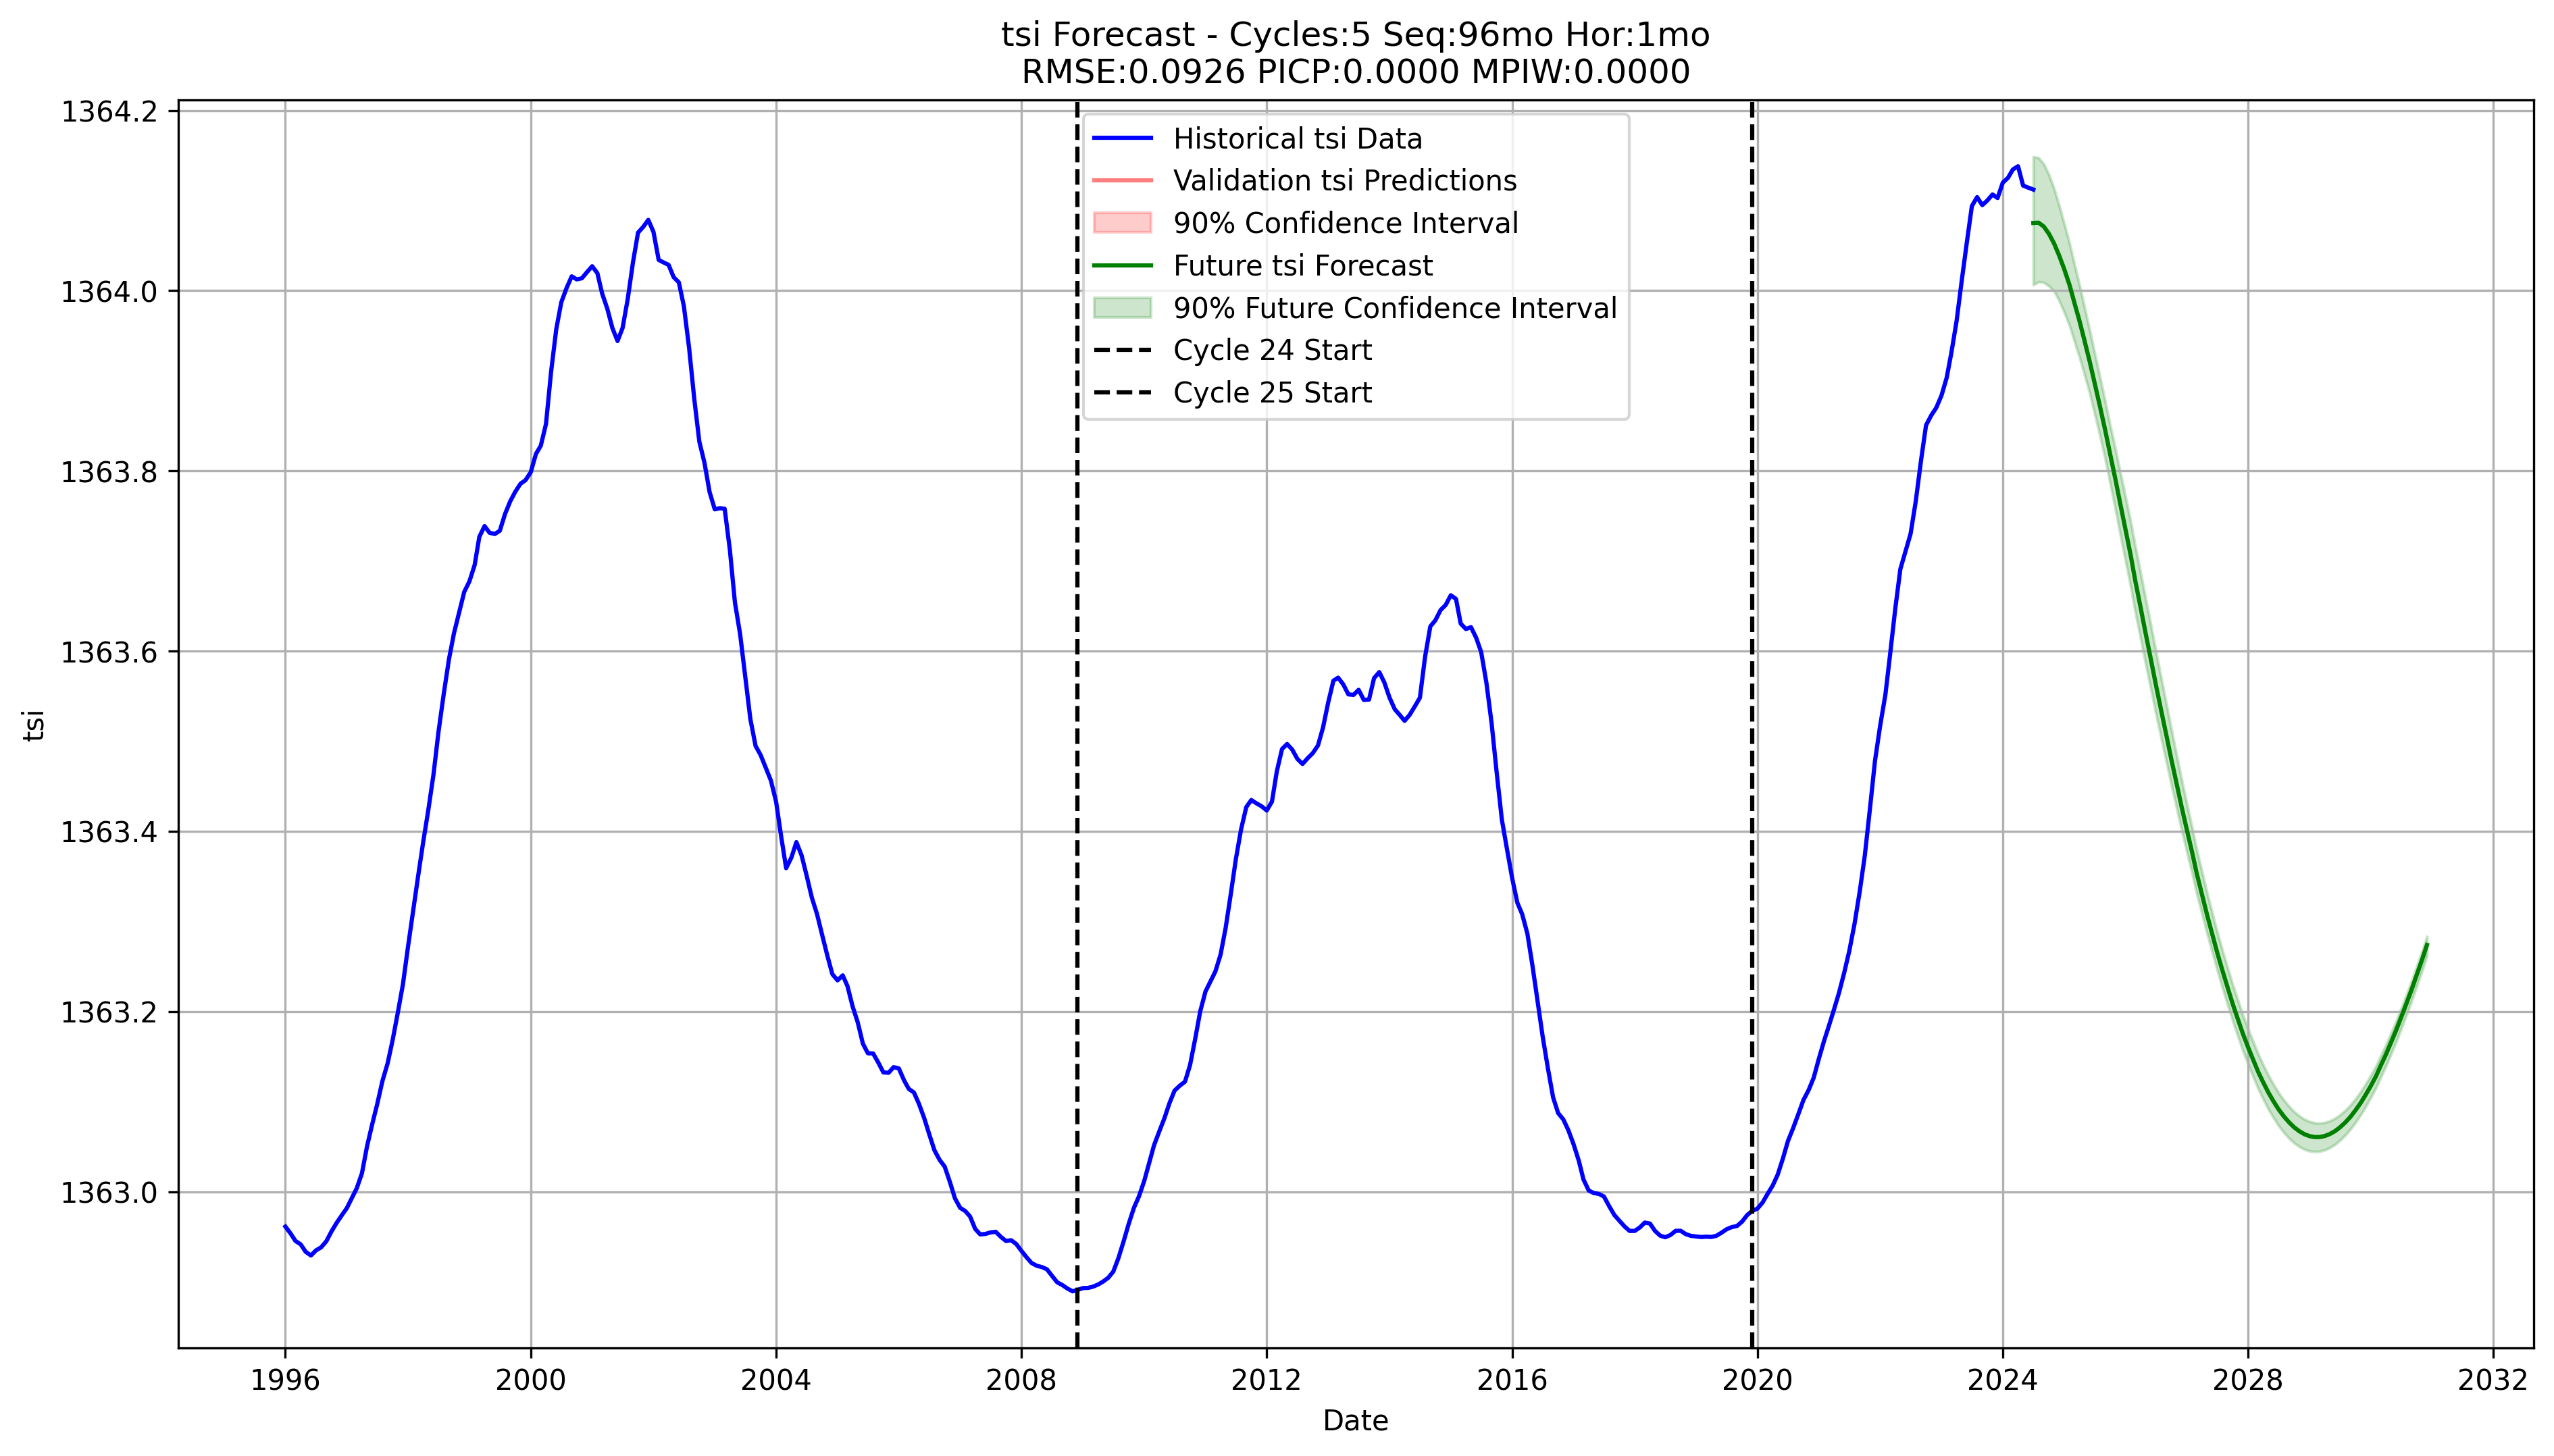 tsi Forecast - Cycles:5 Seq:96mo Hor:1mo
RMSE:0.0926 PICP:0.0000 MPIW:0.0000
1364.2
1364.0
1363.8
1363.6
1363.4
1363.2
1363.0
tsi
Historical tsi Data
Validation tsi Predictions
90% Confidence Interval
Future tsi Forecast
90% Future Confidence Interval
Cycle 24 Start
Cycle 25 Start
1996 2000 2004 2008 2012 2016 2020 2024 2028 2032
Date